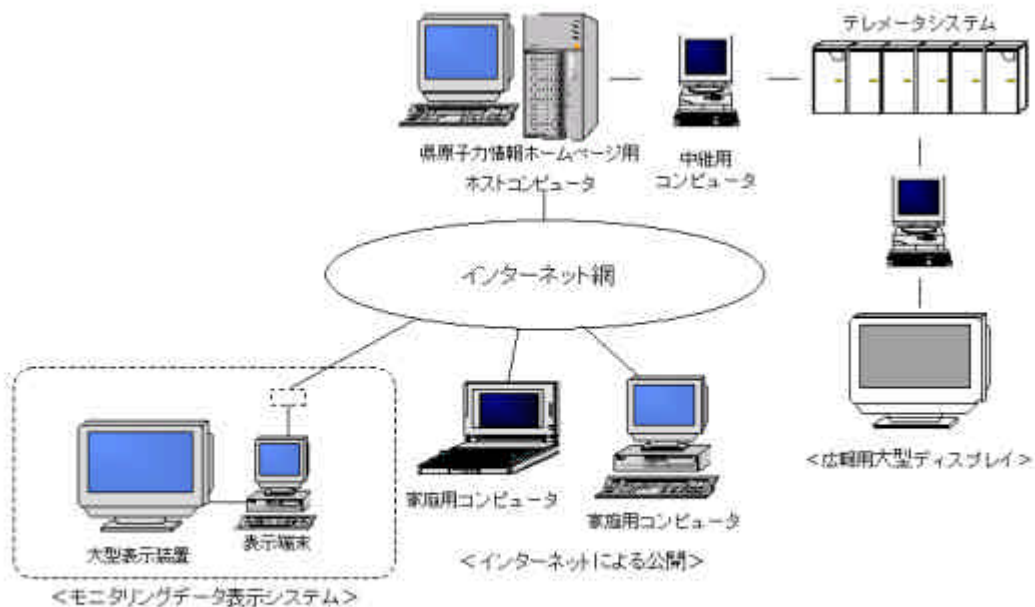 テレメータシステム
県原子力情報ホームページ用
ホストコンピュータ
中継用
コンピュータ
インターネット網
＜広報用大型ディスプレイ＞
家庭用コンピュータ
家庭用コンピュータ
大型表示装置
表示端末
＜インターネットによる公開＞
＜モニタリングデータ表示システム＞